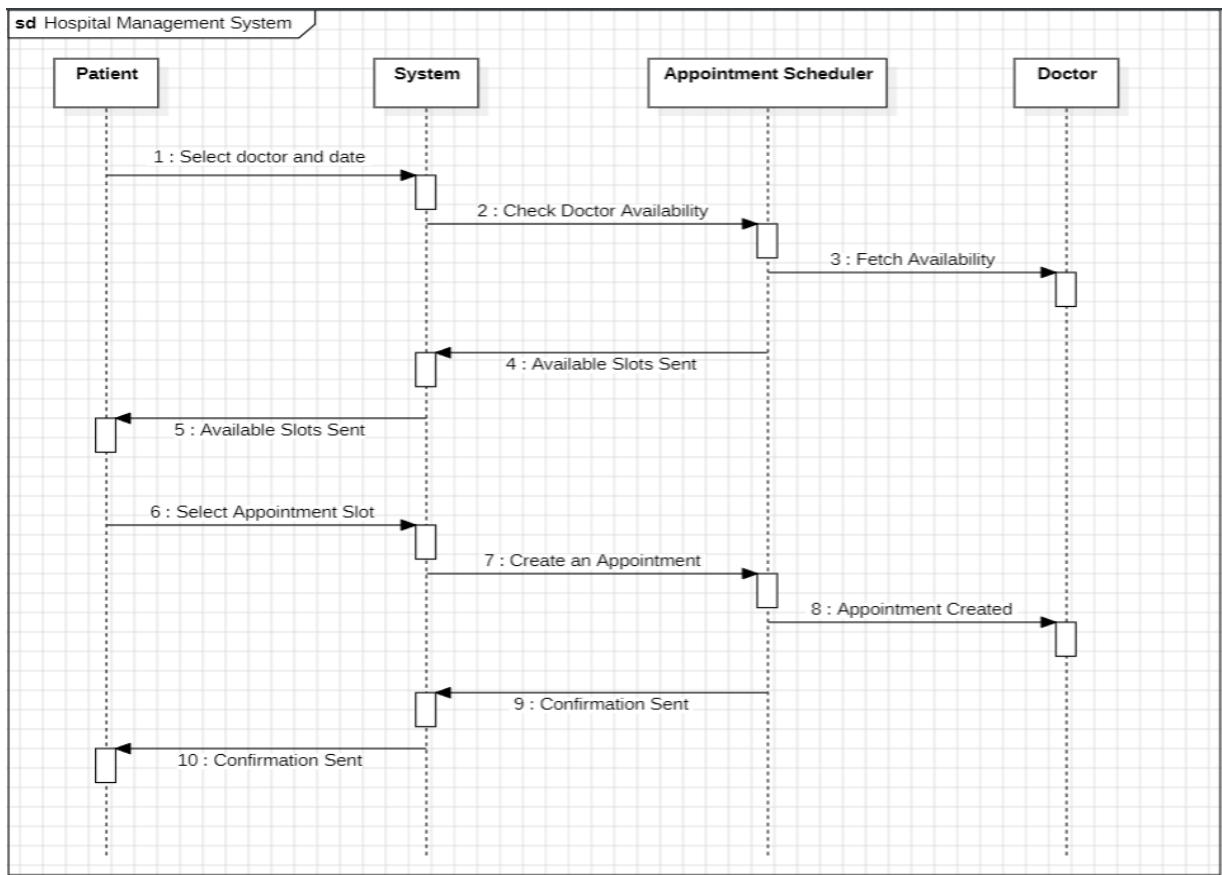 sd Hospital Management System
Patient
System
Appointment Scheduler
Doctor
1 : Select doctor and date
2 : Check Doctor Availability
3 : Fetch Availability
4 : Available Slots Sent
5 : Available Slots Sent
6 : Select Appointment Slot
7 : Create an Appointment
8 : Appointment Created
9 : Confirmation Sent
10 : Confirmation Sent